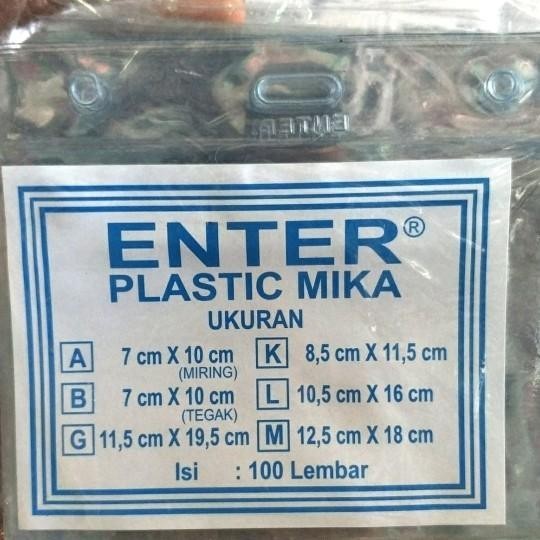 ENTER
ENTER®
PLASTIC MIKA
UKURAN
A 7 cm X 10 cm (MIRING)
K 8,5 cm X 11,5 cm
B 7 cm X 10 cm (TEGAK)
L 10,5 cm X 16 cm
G 11,5 cm X 19,5 cm
M 12,5 cm X 18 cm
Isi : 100 Lembar